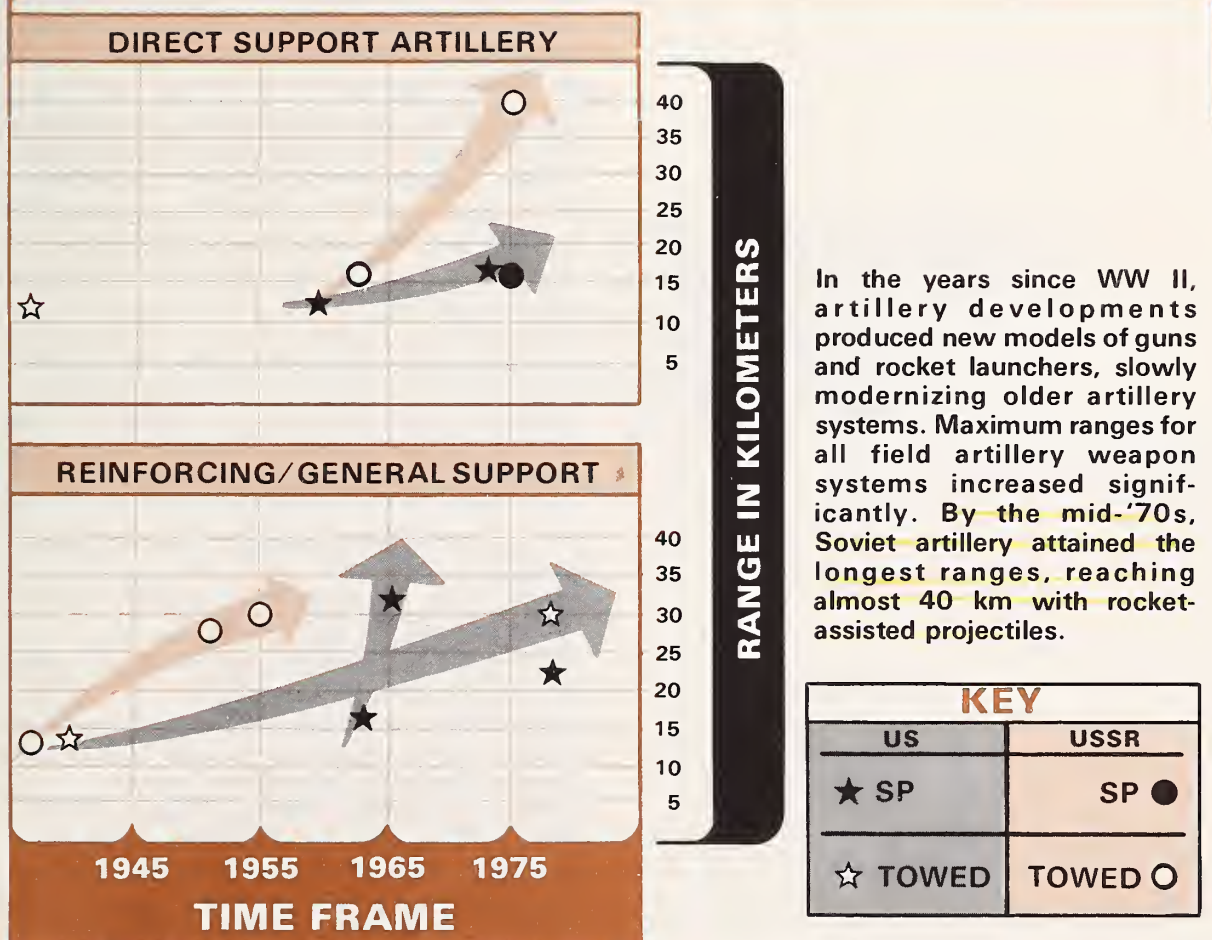 DIRECT SUPPORT ARTILLERY
40
35
30
25
20
15
10
5
REINFORCING/GENERAL SUPPORT
40
35
30
25
20
15
10
5
RANGE IN KILOMETERS
1945 1955 1965 1975
TIME FRAME
In the years since WW II,
artillery developments
produced new models of guns
and rocket launchers, slowly
modernizing older artillery
systems. Maximum ranges for
all field artillery weapon
systems increased signif-
icantly. By the mid-'70s,
Soviet artillery attained the
longest ranges, reaching
almost 40 km with rocket-
assisted projectiles.
KEY
US USSR
★ SP SP ●
☆ TOWED TOWED ○